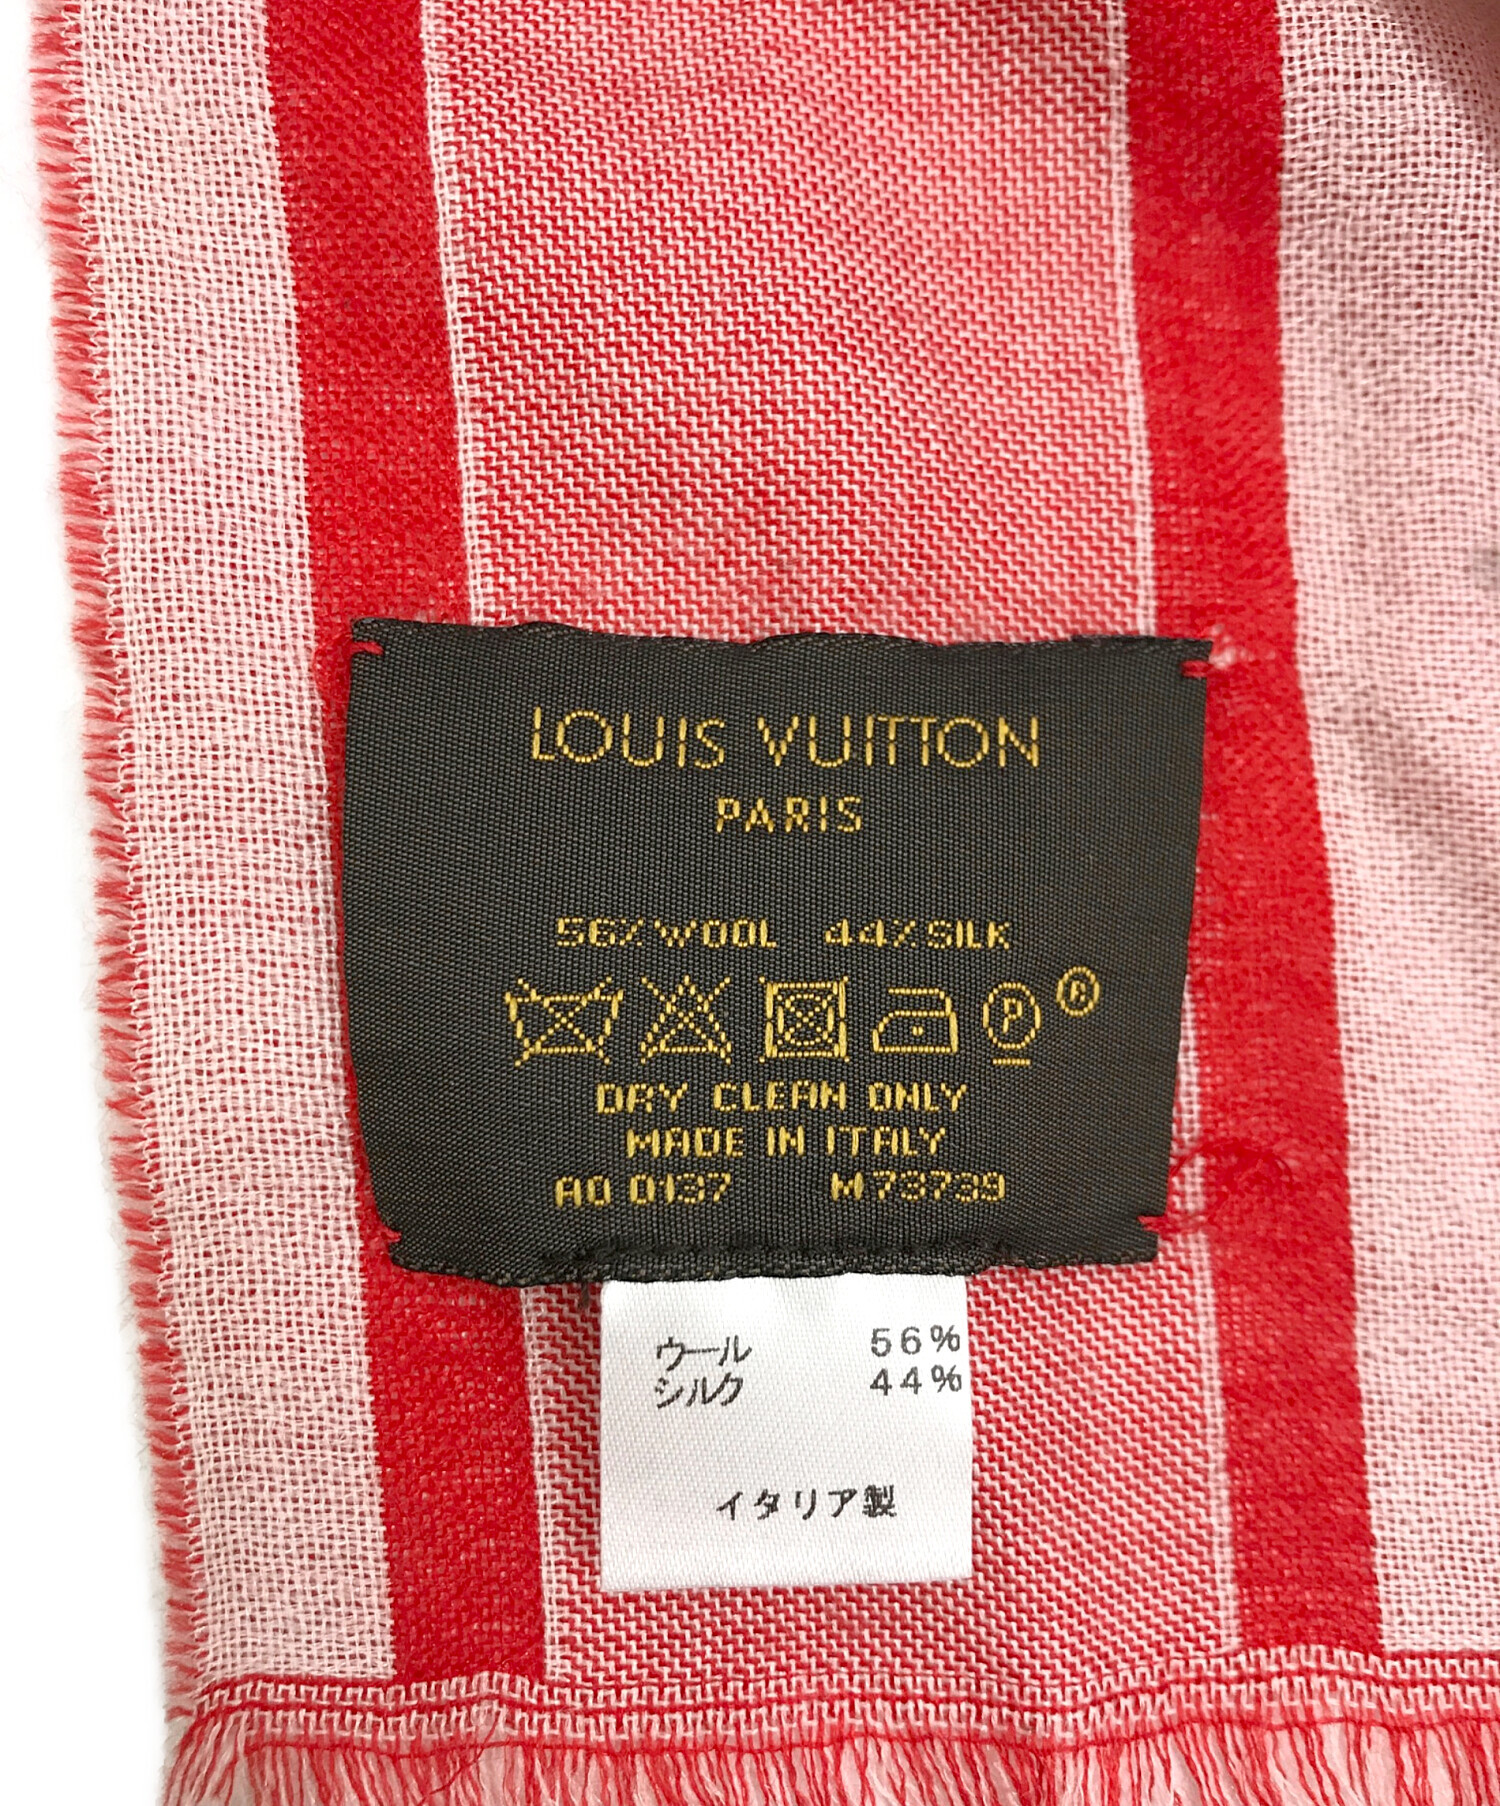 LOUIS VUITTON
PARIS
56% WOOL 44% SILK
P ®
DRY CLEAN ONLY
MADE IN ITALY
AO 0137 M73739
ウール 56%
シルク 44%
イタリア製